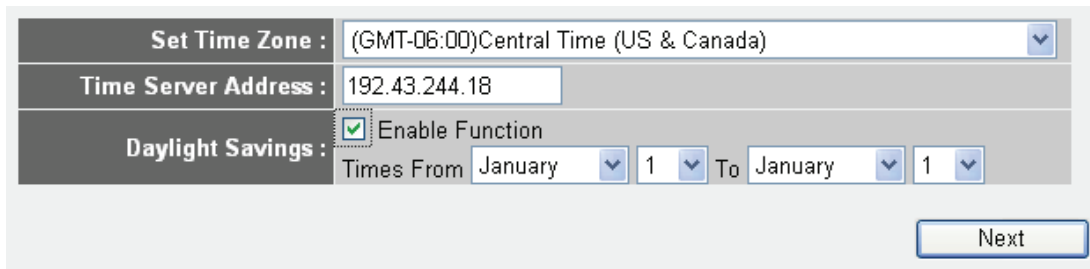 Set Time Zone : (GMT-06:00)Central Time (US & Canada)
Time Server Address : 192.43.244.18
Daylight Savings : Enable Function
Times From January 1 To January 1
Next